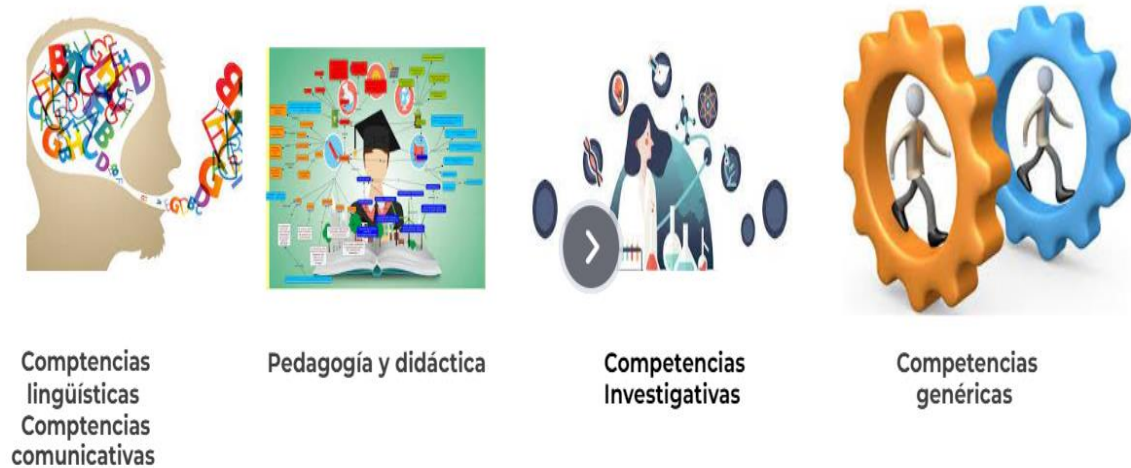 Comptencias
lingüísticas
Comptencias
comunicativas
Pedagogía y didáctica
Competencias
Investigativas
Competencias
genéricas